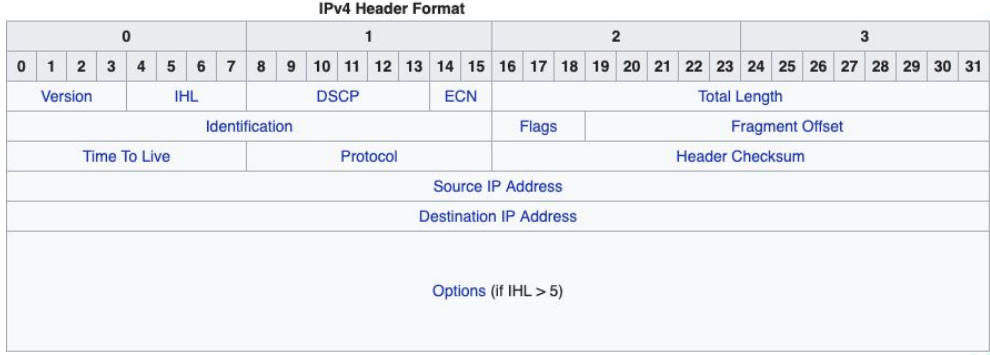 IPv4 Header Format
0 1 2 3
0 1 2 3 4 5 6 7 8 9 10 11 12 13 14 15 16 17 18 19 20 21 22 23 24 25 26 27 28 29 30 31
Version IHL DSCP ECN Total Length
Identification Flags Fragment Offset
Time To Live Protocol Header Checksum
Source IP Address
Destination IP Address
Options (if IHL > 5)